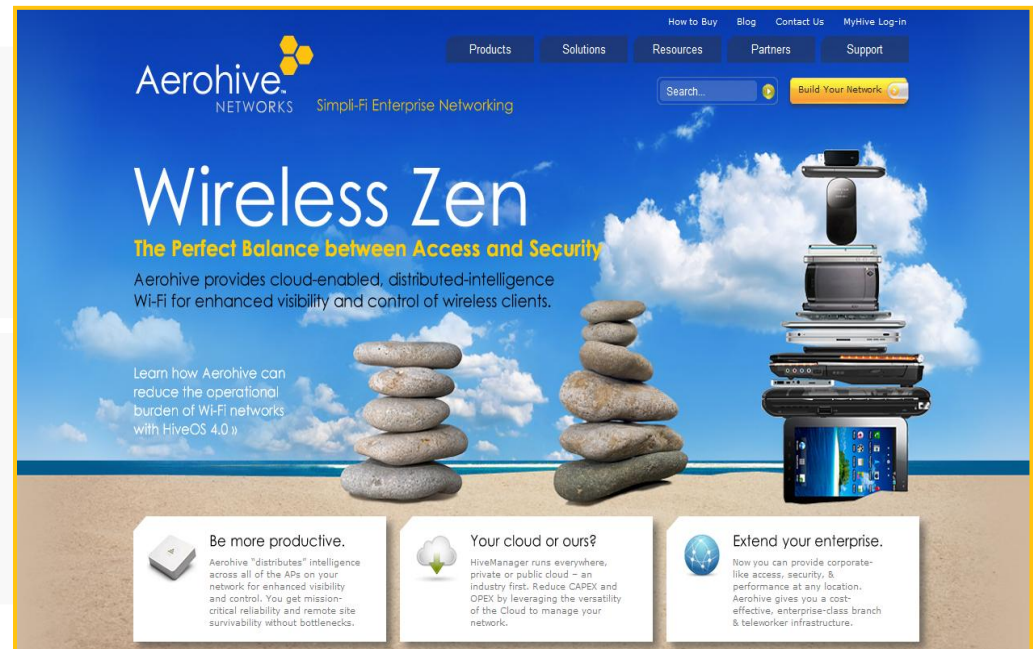 How to Buy Blog Contact Us MyHive Log-in
Products Solutions Resources Partners Support
Aerohive™
NETWORKS
Simpli-Fi Enterprise Networking
Search...
Build Your Network
Wireless Zen
The Perfect Balance between Access and Security
Aerohive provides cloud-enabled, distributed-intelligence
Wi-Fi for enhanced visibility and control of wireless clients.
Learn how Aerohive can
reduce the operational
burden of Wi-Fi networks
with HiveOS 4.0 »
Be more productive.
Aerohive "distributes" intelligence
across all of the APs on your
network for enhanced visibility
and control. You get mission-
critical reliability and remote site
survivability without bottlenecks.
Your cloud or ours?
HiveManager runs everywhere,
private or public cloud – an
industry first. Reduce CAPEX and
OPEX by leveraging the versatility
of the Cloud to manage your
network.
Extend your enterprise.
Now you can provide corporate-
like access, security, &
performance at any location.
Aerohive gives you a cost-
effective, enterprise-class branch
& teleworker infrastructure.